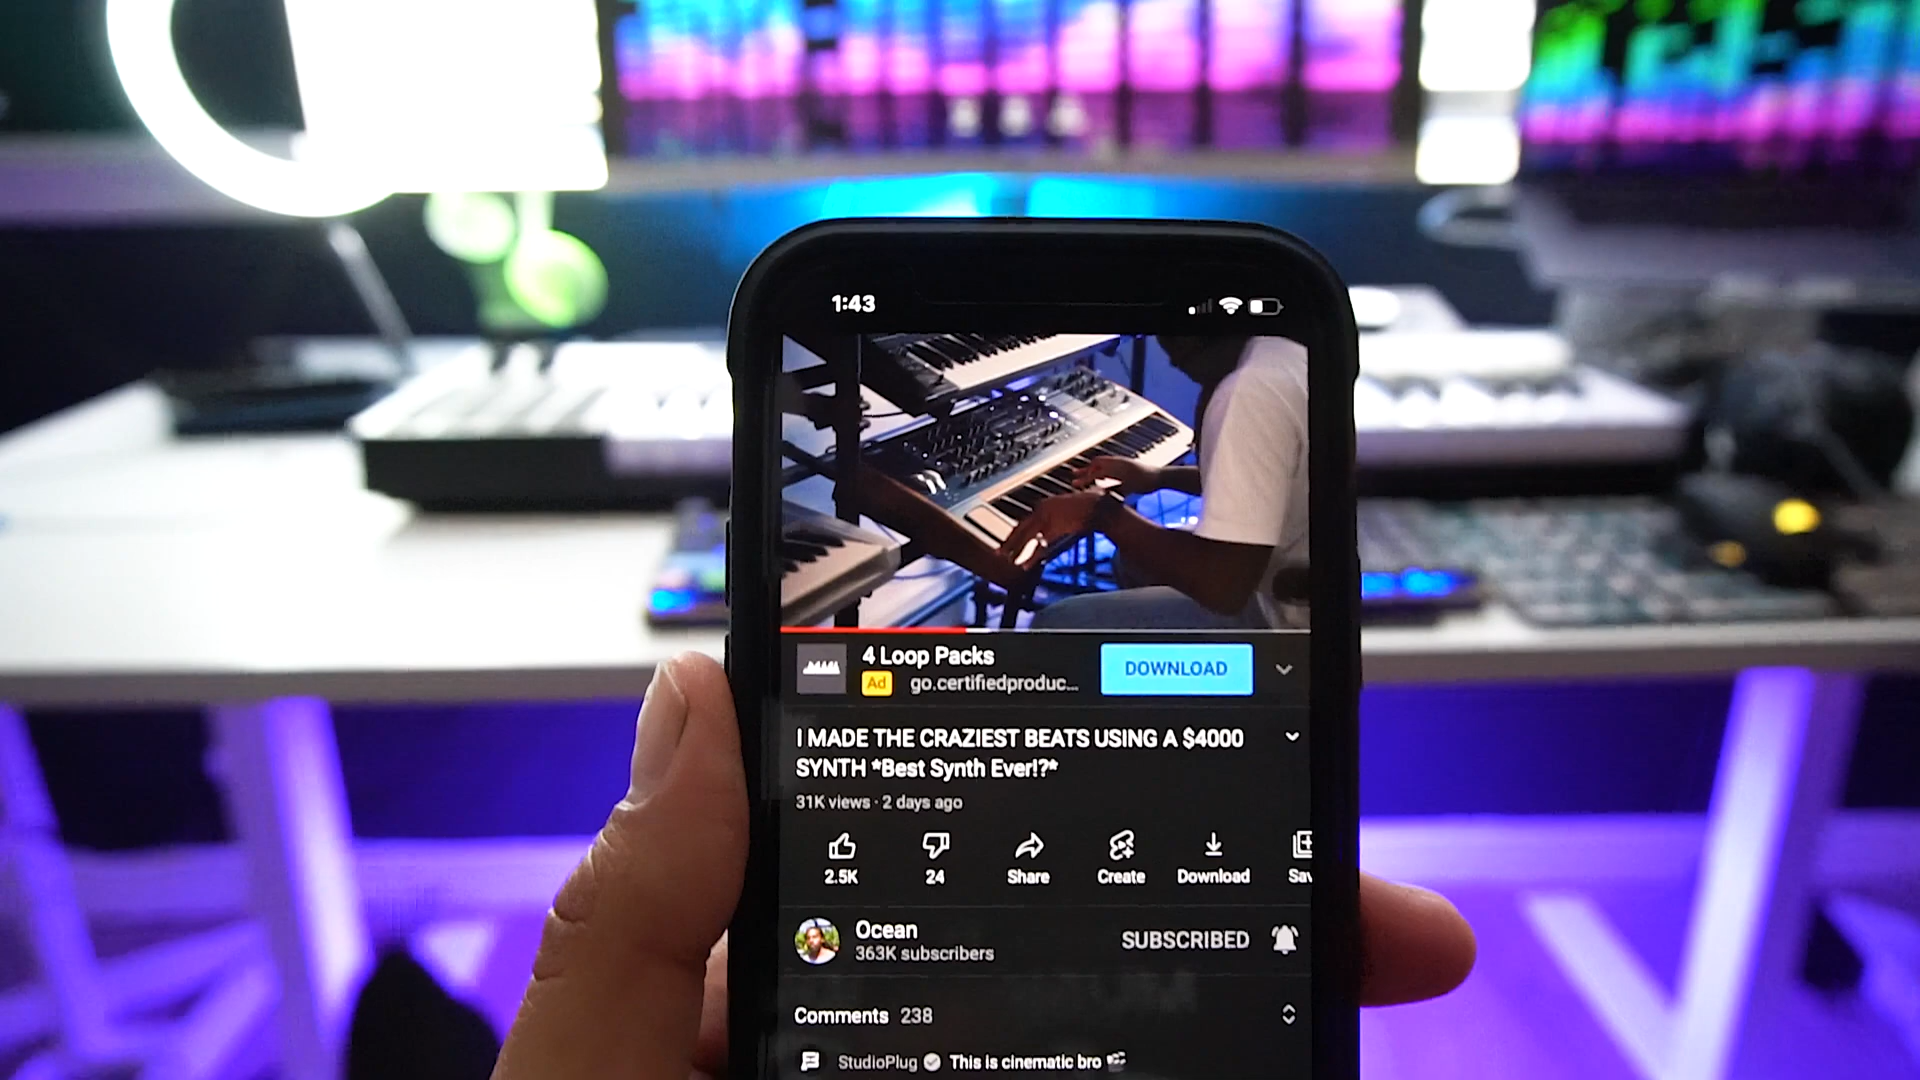 1:43
4 Loop Packs
Ad go.certifiedproduc...
DOWNLOAD
I MADE THE CRAZIEST BEATS USING A $4000
SYNTH *Best Synth Ever!?*
31K views · 2 days ago
2.5K
24
Share
Create
Download
Sav
Ocean
363K subscribers
SUBSCRIBED
Comments 238
StudioPlug This is cinematic bro